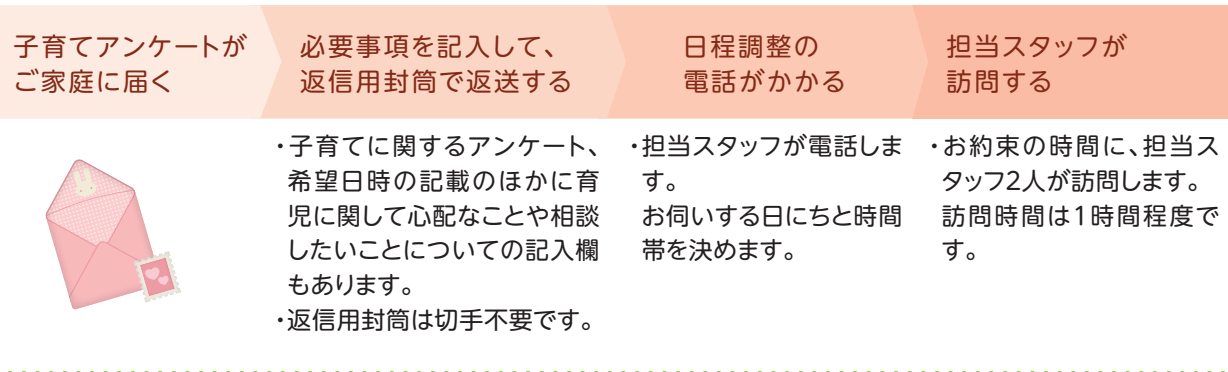 子育てアンケートが
ご家庭に届く
必要事項を記入して、
返信用封筒で返送する
日程調整の
電話がかかる
担当スタッフが
訪問する
・子育てに関するアンケート、
希望日時の記載のほかに育
児に関して心配なことや相談
したいことについての記入欄
もあります。
・返信用封筒は切手不要です。
・担当スタッフが電話しま
す。
お伺いする日にちと時間
帯を決めます。
・お約束の時間に、担当ス
タッフ2人が訪問します。
訪問時間は1時間程度で
す。